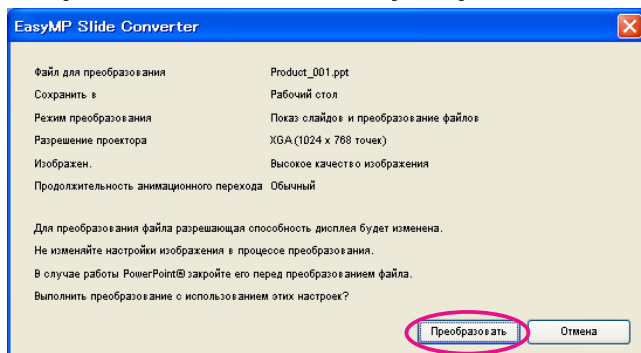 EasyMP Slide Converter
Файл для преобразования Product_001.ppt
Сохранить в Рабочий стол
Режим преобразования Показ слайдов и преобразование файлов
Разрешение проектора XGA(1024 x 768 точек)
Изображен. Высокое качество изображения
Продолжительность анимационного перехода Обычный
Для преобразования файла разрешающая способность дисплея будет изменена.
Не изменяйте настройки изображения в процессе преобразования.
В случае работы PowerPoint® закройте его перед преобразованием файла.
Выполнить преобразование с использованием этих настроек?
Преобразовать Отмена